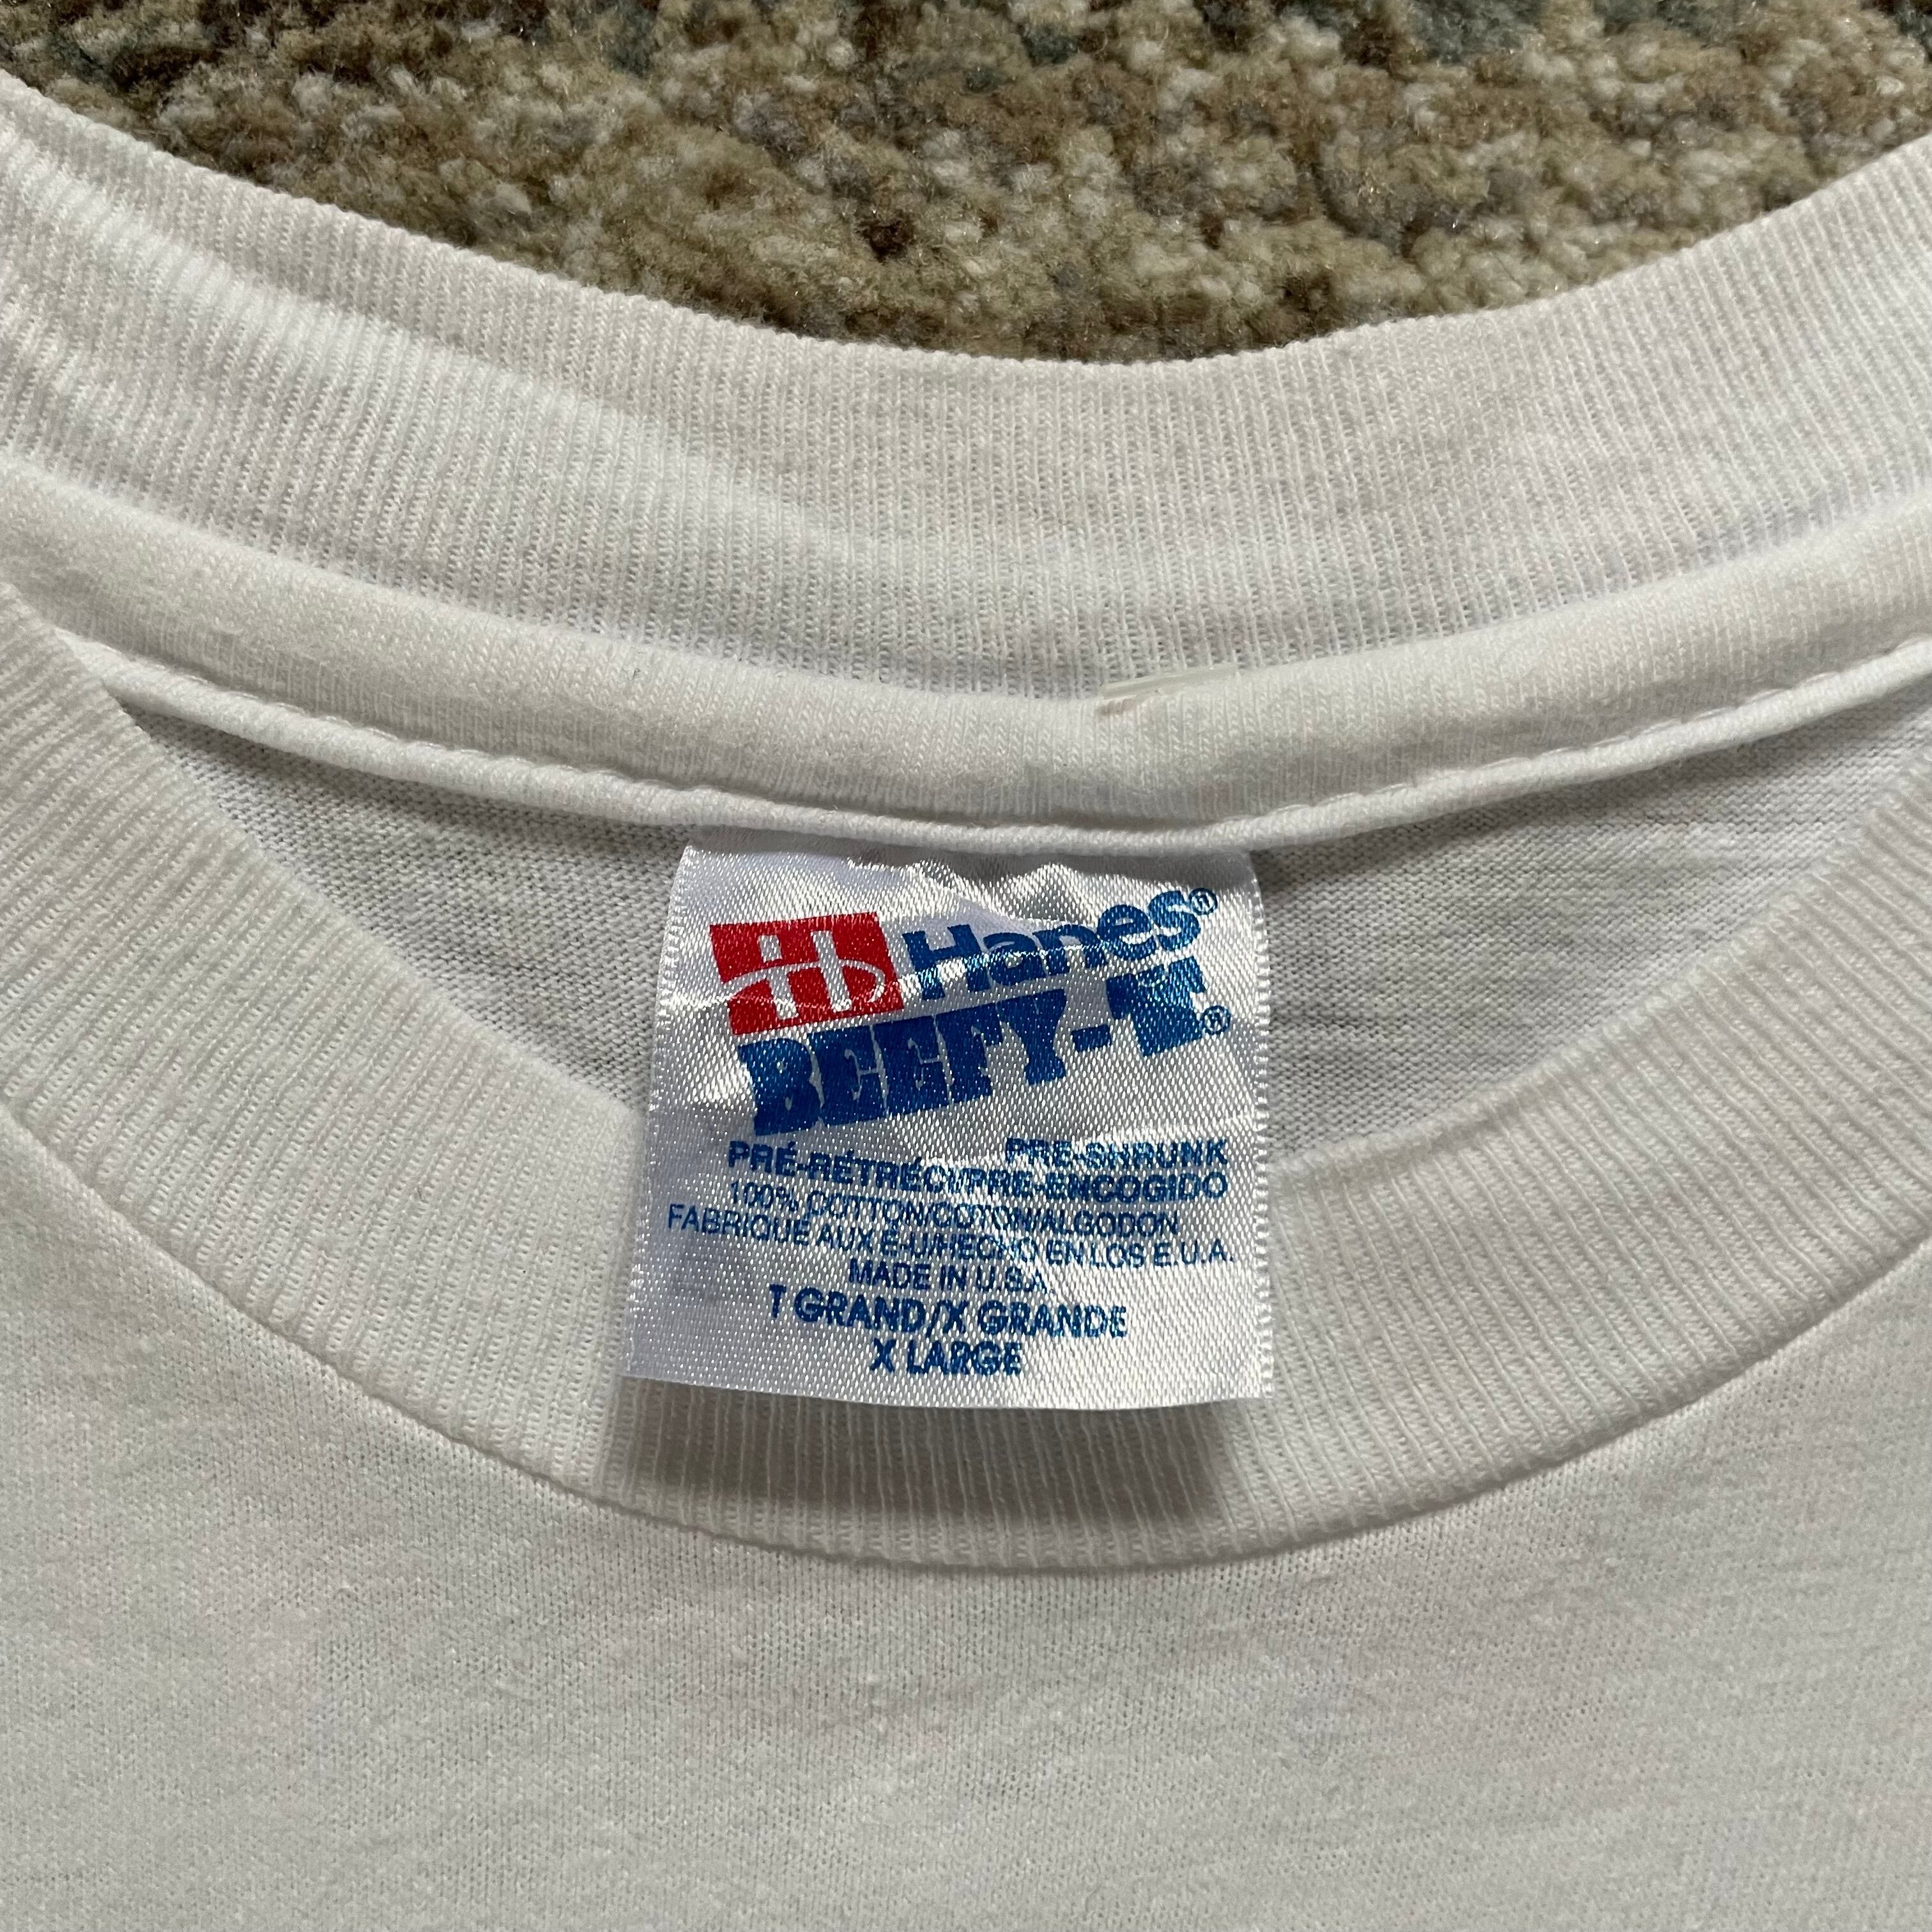 Hanes®
BEEFY-T®
PRE-SHRUNK
PRÉ-RÉTRÉCI/PRE-ENCOGIDO
100% COTTON/COTON/ALGODON
FABRIQUÉ AUX É-U/HECHO EN LOS E.U.A.
MADE IN U.S.A.
T GRAND/X GRANDE
X LARGE